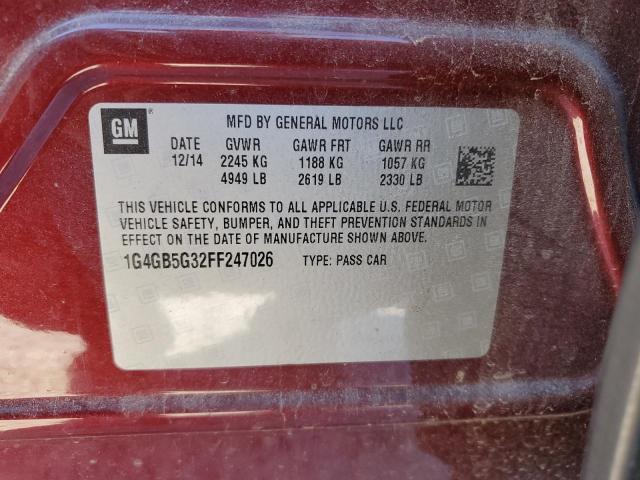 GM ® MFD BY GENERAL MOTORS LLC
DATE GVWR GAWR FRT GAWR RR
12/14 2245 KG 1188 KG 1057 KG
4949 LB 2619 LB 2330 LB
THIS VEHICLE CONFORMS TO ALL APPLICABLE U.S. FEDERAL MOTOR
VEHICLE SAFETY, BUMPER, AND THEFT PREVENTION STANDARDS IN
EFFECT ON THE DATE OF MANUFACTURE SHOWN ABOVE.
1G4GB5G32FF247026 TYPE: PASS CAR